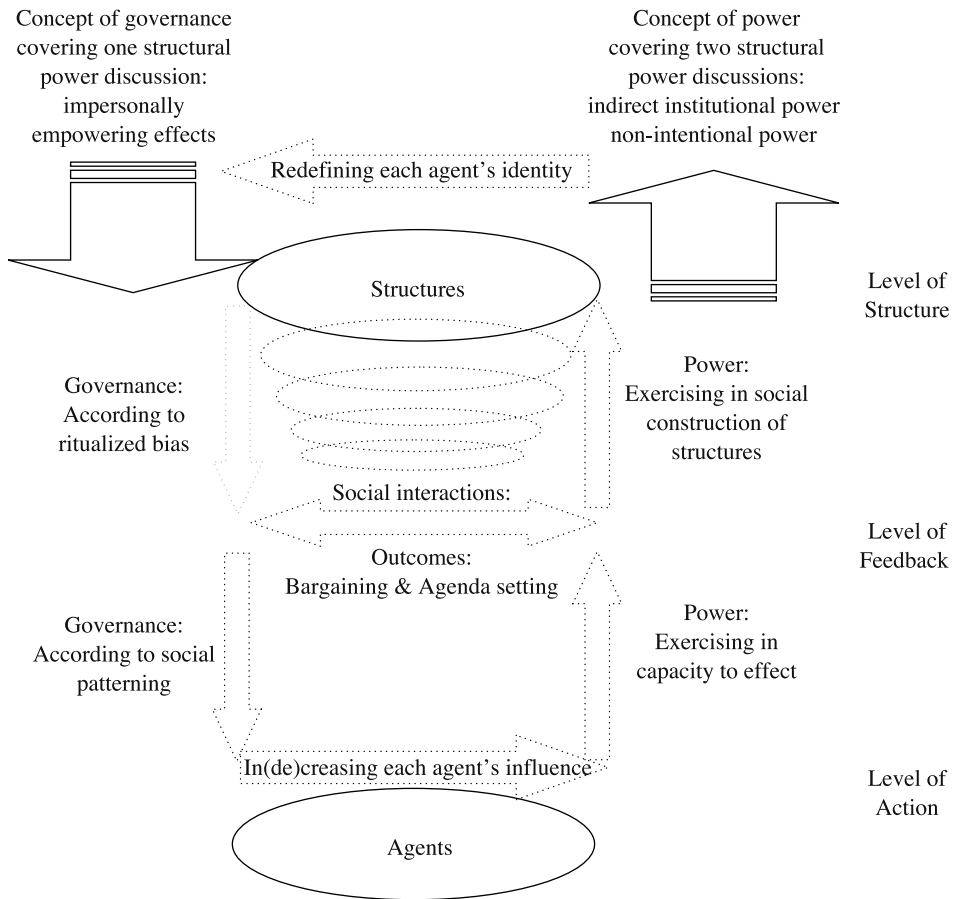 Concept of governance
covering one structural
power discussion:
impersonally
empowering effects
Concept of power
covering two structural
power discussions:
indirect institutional power
non-intentional power
Redefining each agent's identity
Structures
Level of
Structure
Governance:
According to
ritualized bias
Power:
Exercising in social
construction of
structures
Social interactions:
Outcomes:
Bargaining & Agenda setting
Level of
Feedback
Governance:
According to social
patterning
Power:
Exercising in
capacity to effect
In(de)creasing each agent's influence
Level of
Action
Agents